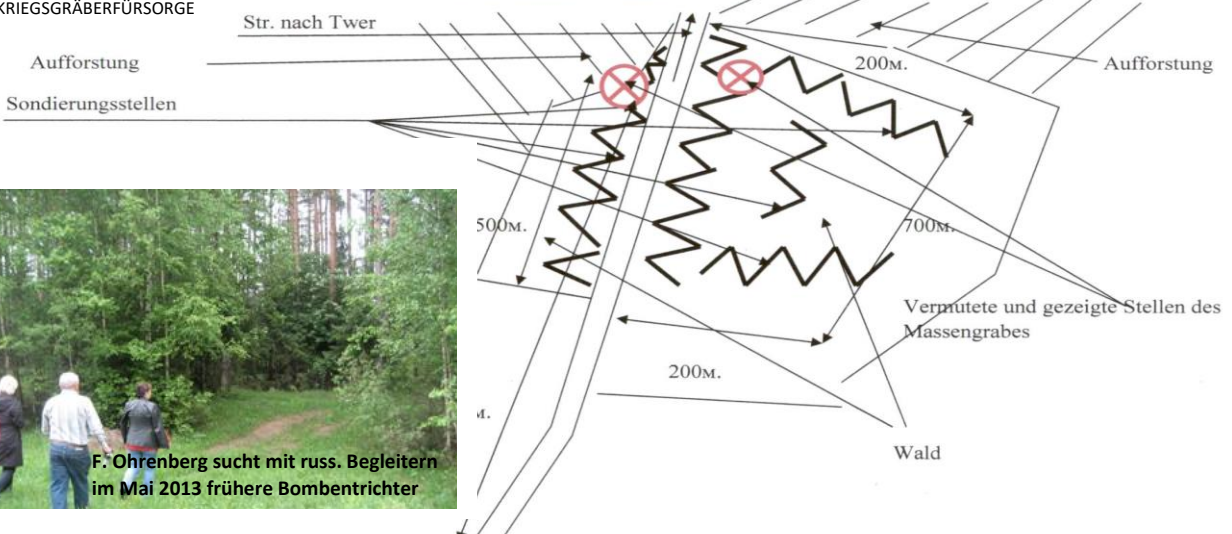 KRIEGSGRÄBERFÜRSORGE
Str. nach Twer
Aufforstung
Sondierungsstellen
200м.
Aufforstung
500м.
700м.
Vermutete und gezeigte Stellen des
Massengrabes
200м.
м.
Wald
F. Ohrenberg sucht mit russ. Begleitern
im Mai 2013 frühere Bombentrichter